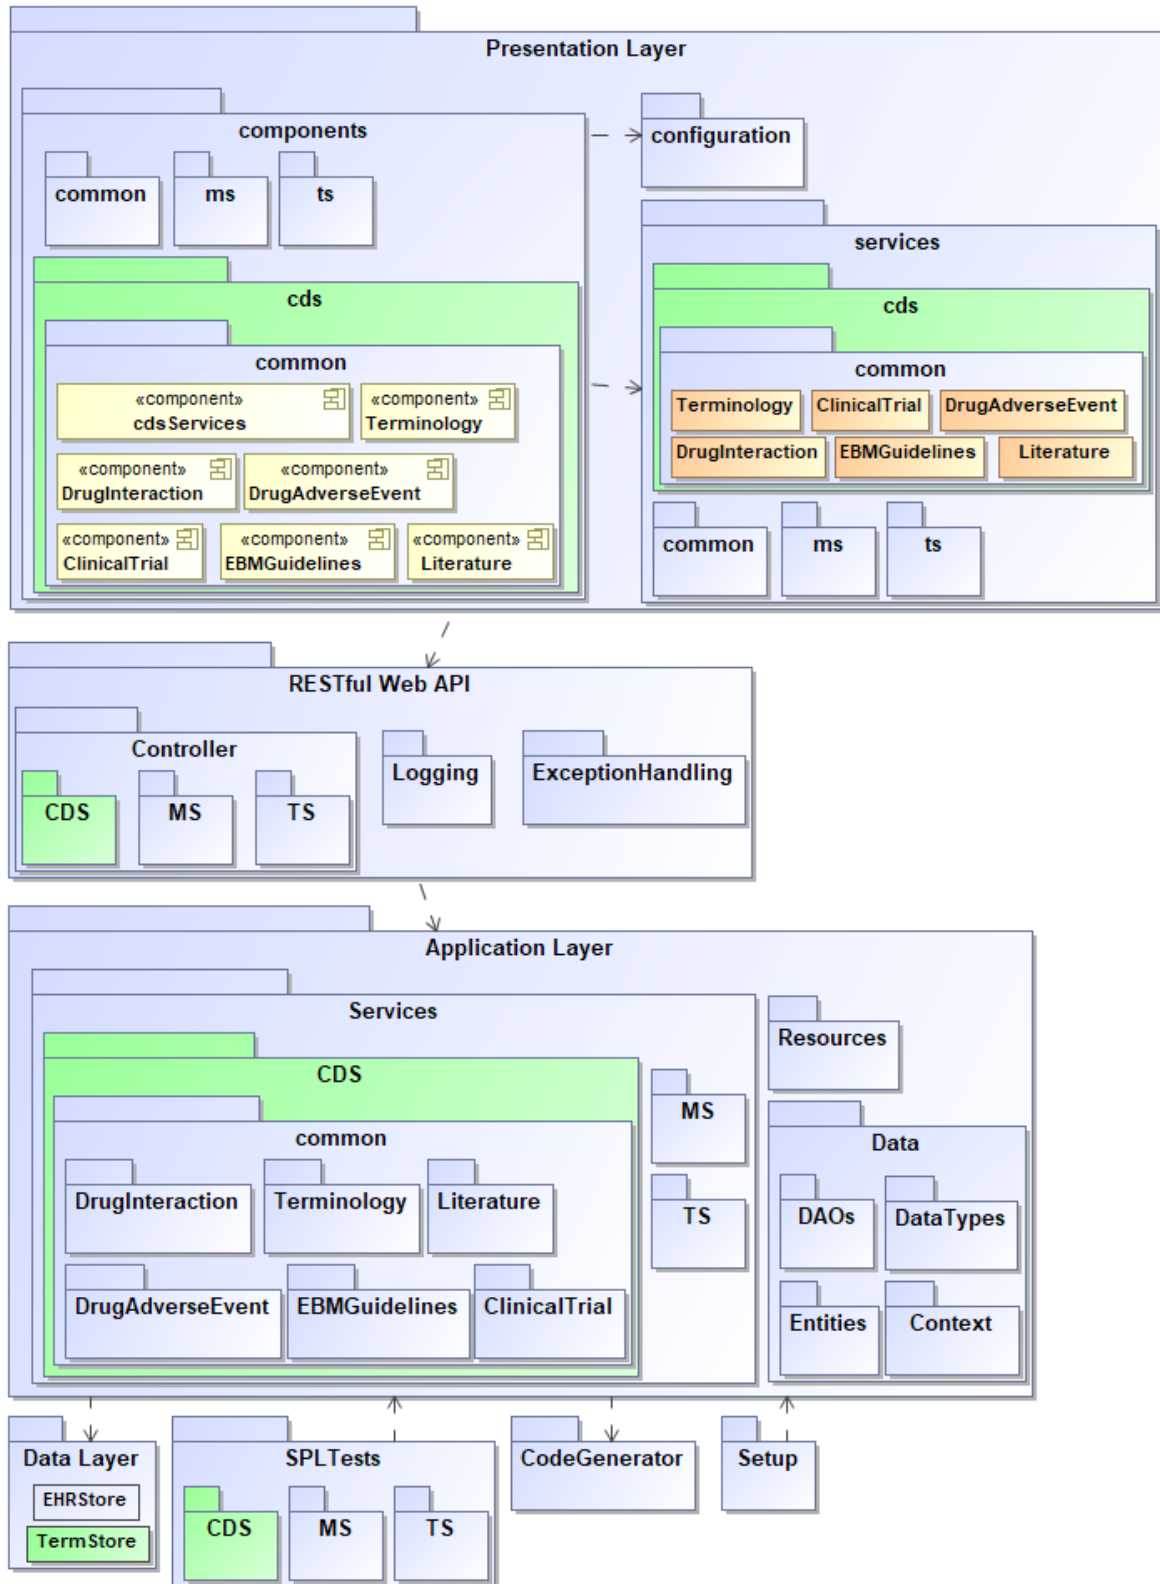 Presentation Layer
components
configuration
common
ms
ts
services
cds
cds
common
common
«component»
cdsServices
«component»
Terminology
Terminology
ClinicalTrial
DrugAdverseEvent
«component»
DrugInteraction
«component»
DrugAdverseEvent
DrugInteraction
EBMGuidelines
Literature
«component»
ClinicalTrial
«component»
EBMGuidelines
«component»
Literature
common
ms
ts
RESTful Web API
Controller
Logging
ExceptionHandling
CDS
MS
TS
Application Layer
Services
Resources
CDS
MS
common
Data
DrugInteraction
Terminology
Literature
TS
DAOs
DataTypes
DrugAdverseEvent
EBMGuidelines
ClinicalTrial
Entities
Context
Data Layer
SPLTests
CodeGenerator
Setup
EHRStore
TermStore
CDS
MS
TS